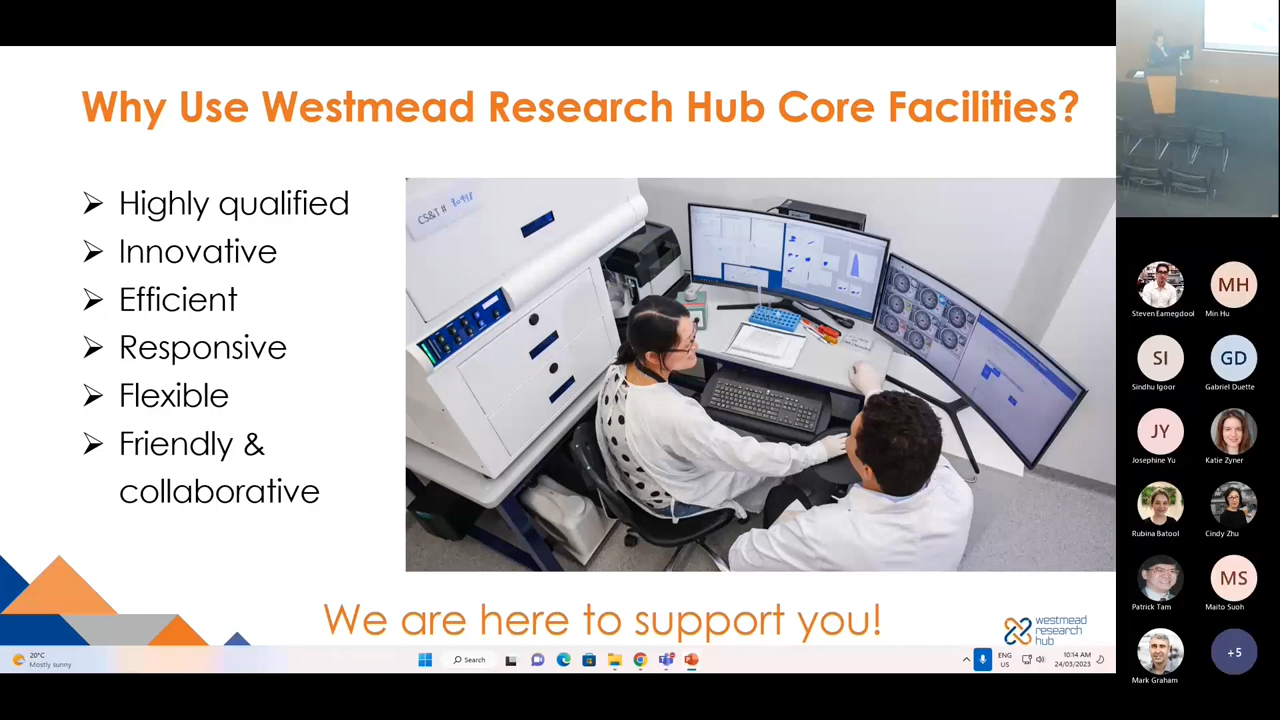 Why Use Westmead Research Hub Core Facilities?
Highly qualified
Innovative
Efficient
Responsive
Flexible
Friendly &
collaborative
CS&T #
We are here to support you!
westmead
research
hub
20°C
Mostly sunny
Search
ENG
US
10:14 AM
24/03/2023
Steven Eamegdool
MH
Min Hu
SI
Sindhu Igoor
GD
Gabriel Duette
JY
Josephine Yu
Katie Zyner
Rubina Batool
Cindy Zhu
Patrick Tam
MS
Maito Suoh
Mark Graham
+5